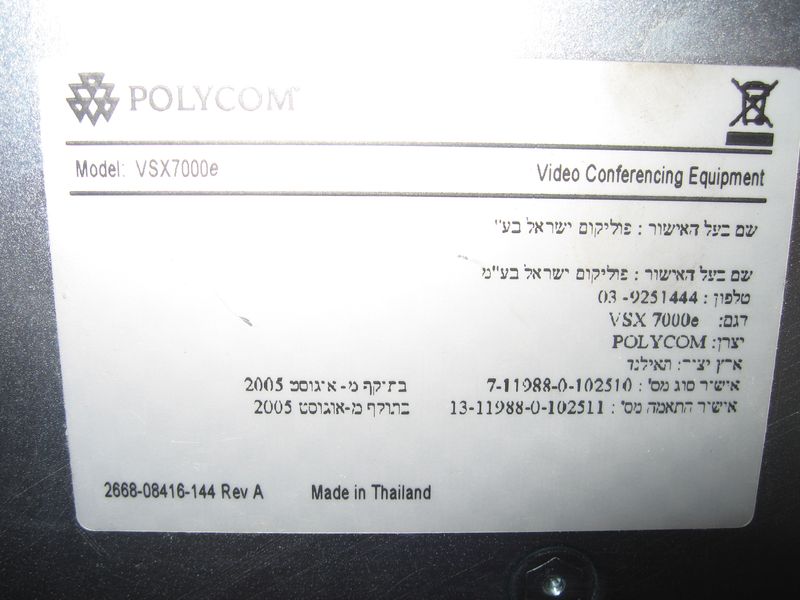 POLYCOM
Model: VSX7000e Video Conferencing Equipment
שם בעל האישור : פוליקום ישראל בע"
שם בעל האישור : פוליקום ישראל בע"מ
טלפון : 03-9251444
דגם: VSX 7000e
יצרן: POLYCOM
ארץ יצור: תאילנד
אישור סוג מס' : 7-11988-0-102510 בתוקף מ- אוגוסט 2005
אישור התאמה מס' : 13-11988-0-102511 בתוקף מ-אוגוסט 2005
2668-08416-144 Rev A Made in Thailand